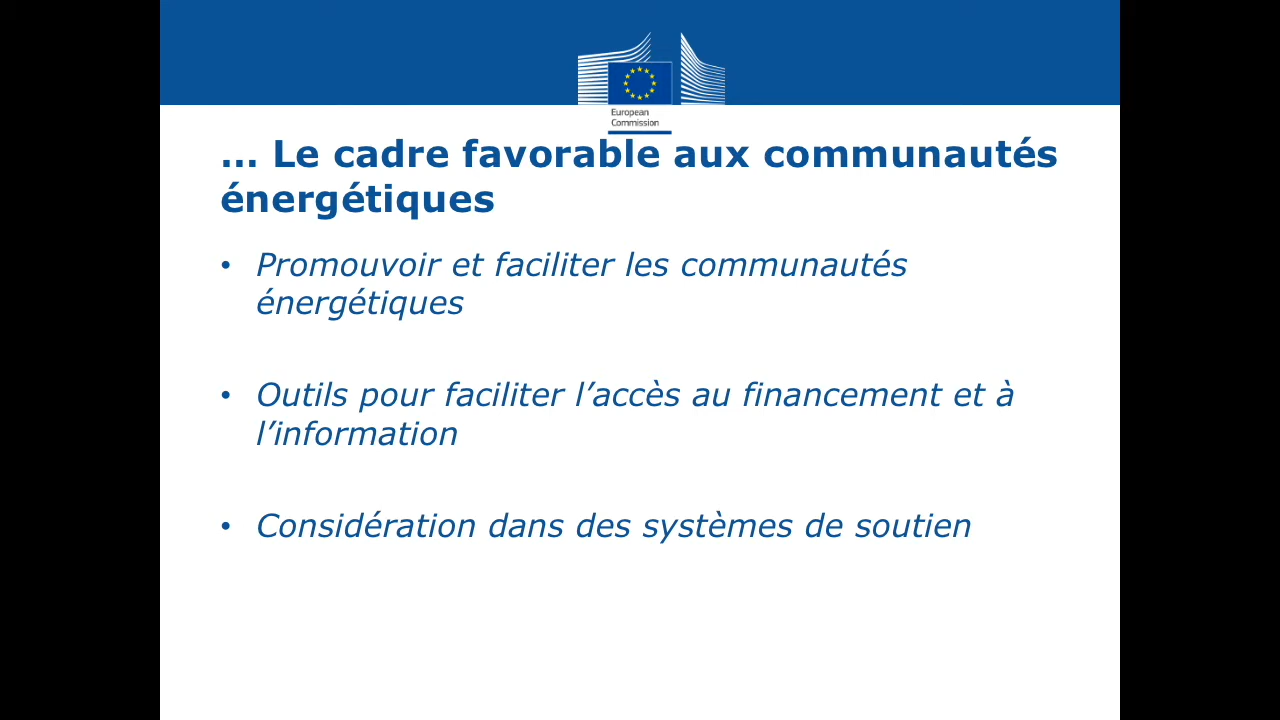 European
Commission
... Le cadre favorable aux communautés
énergétiques
• Promouvoir et faciliter les communautés
énergétiques
• Outils pour faciliter l’accès au financement et à
l’information
• Considération dans des systèmes de soutien